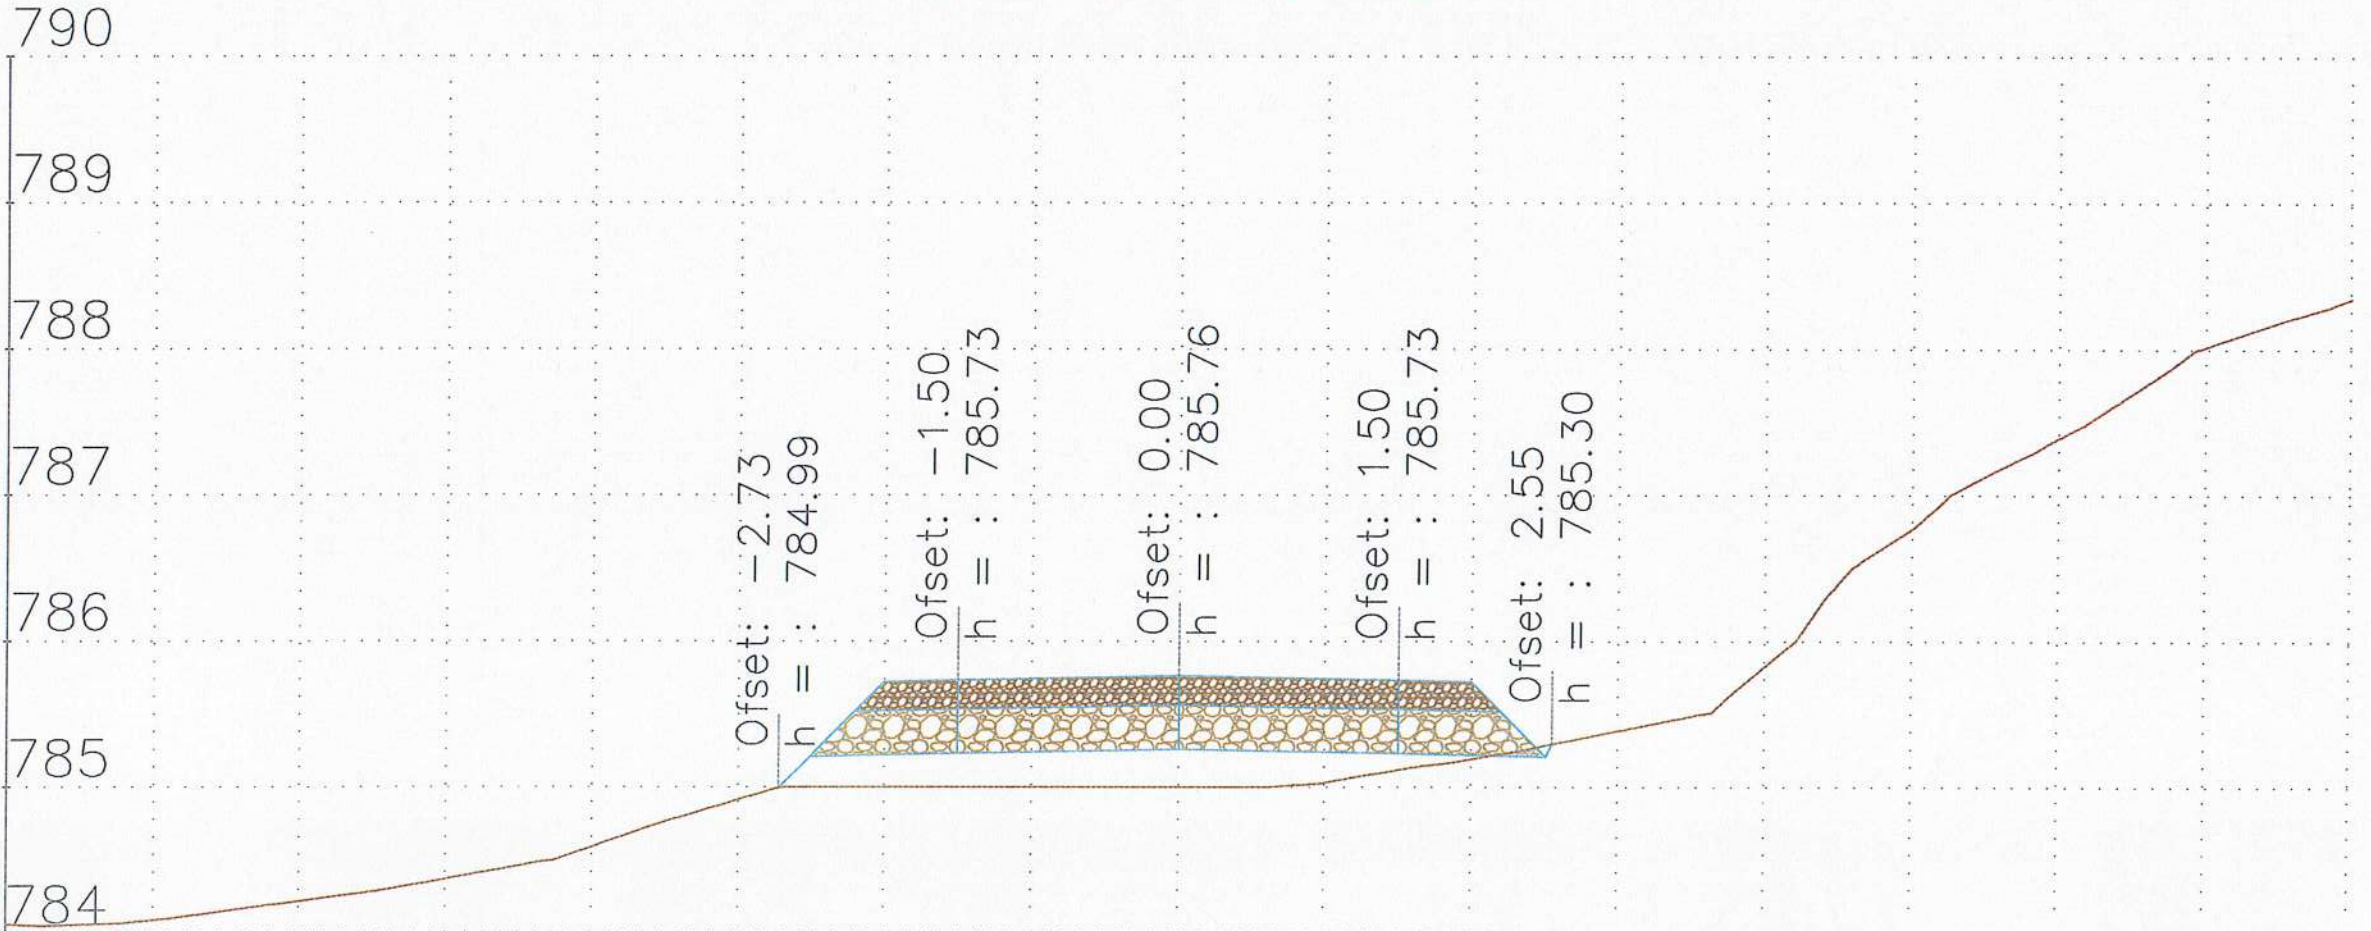 790
789
788
787
786
785
784
Ofset: -2.73
h = : 784.99
Ofset: -1.50
h = : 785.73
Ofset: 0.00
h = : 785.76
Ofset: 1.50
h = : 785.73
Ofset: 2.55
h = : 785.30